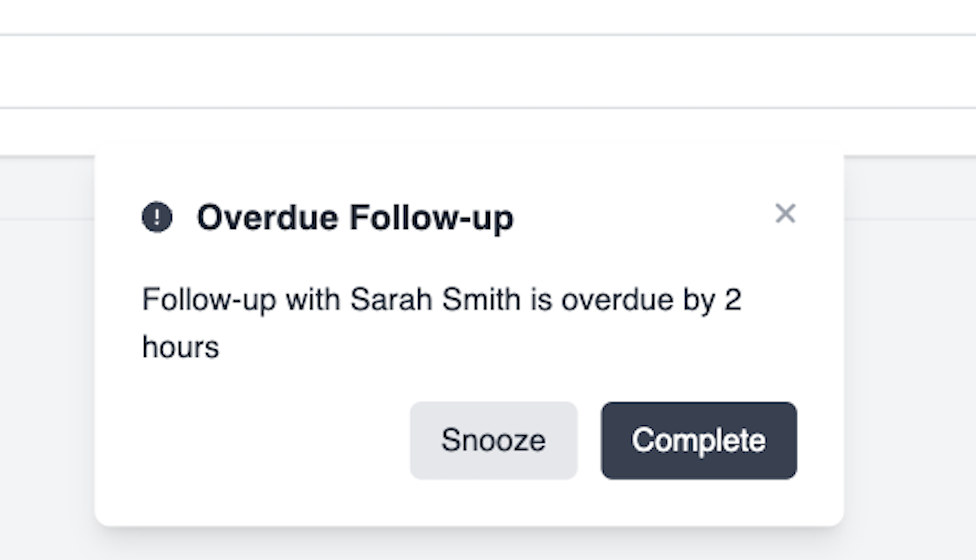 Overdue Follow-up
Follow-up with Sarah Smith is overdue by 2
hours
Snooze
Complete